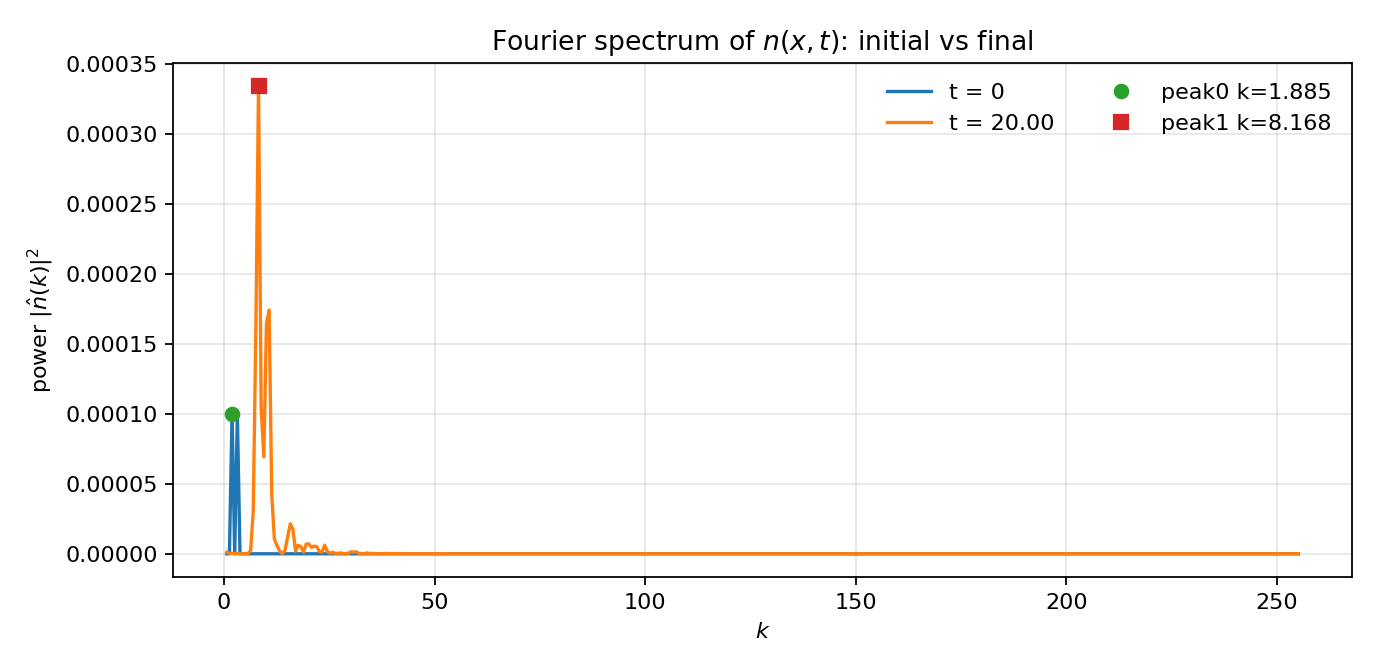 Fourier spectrum of n(x, t): initial vs final
t = 0
t = 20.00
peak0 k=1.885
peak1 k=8.168
power |n̂(k)|²
0.00035
0.00030
0.00025
0.00020
0.00015
0.00010
0.00005
0.00000
0 50 100 150 200 250
k